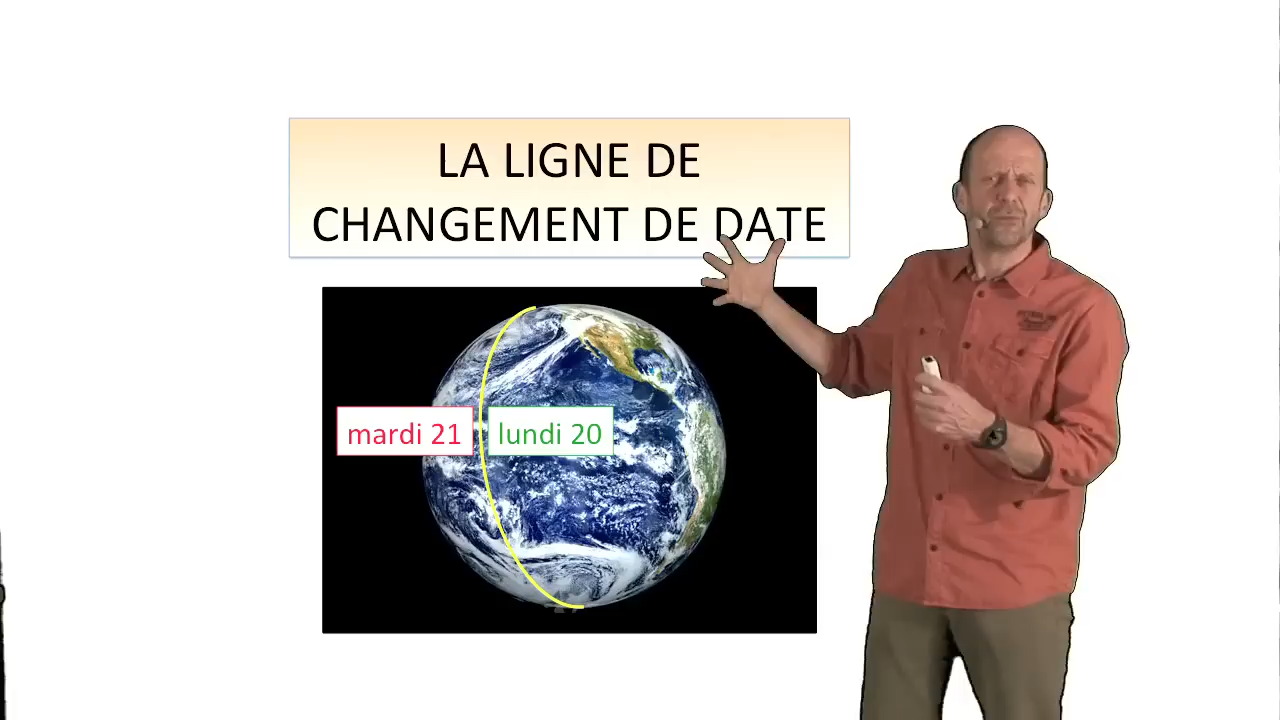 LA LIGNE DE
CHANGEMENT DE DATE
mardi 21
lundi 20